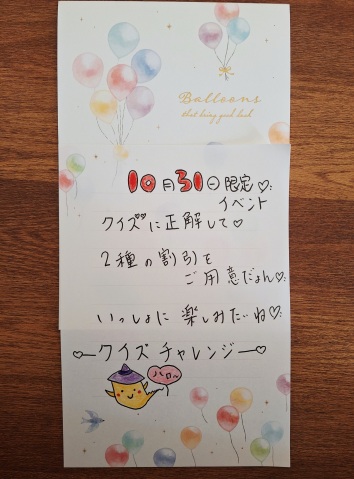 Balloons
that bring good luck
10月31日限定♡
イベント
クイズに正解して♡
2種の割引を
ご用意だょん♡
いっしょに楽しみたいね♡
クイズチャレンジ
ハロー